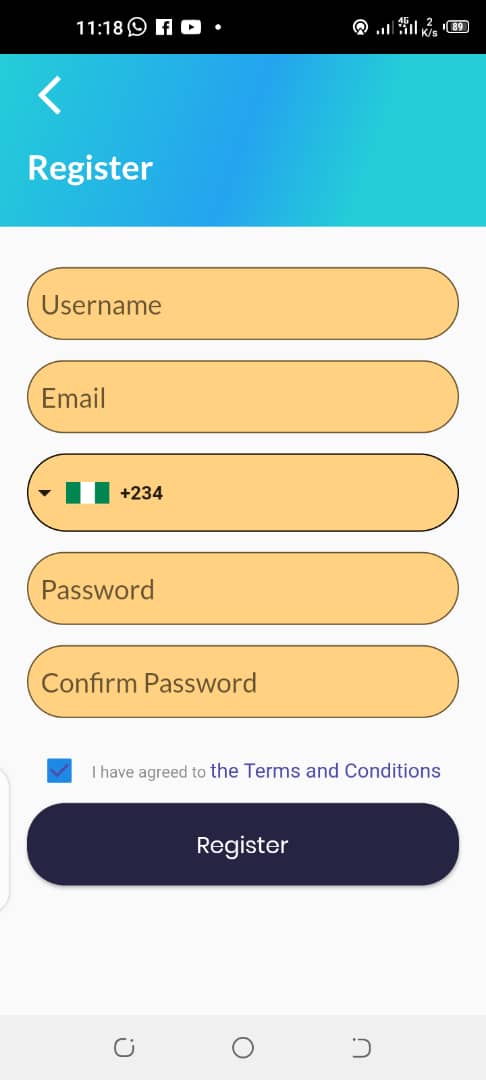 11:18 4G 2 K/s 89
Register
Username
Email
+234
Password
Confirm Password
I have agreed to the Terms and Conditions
Register